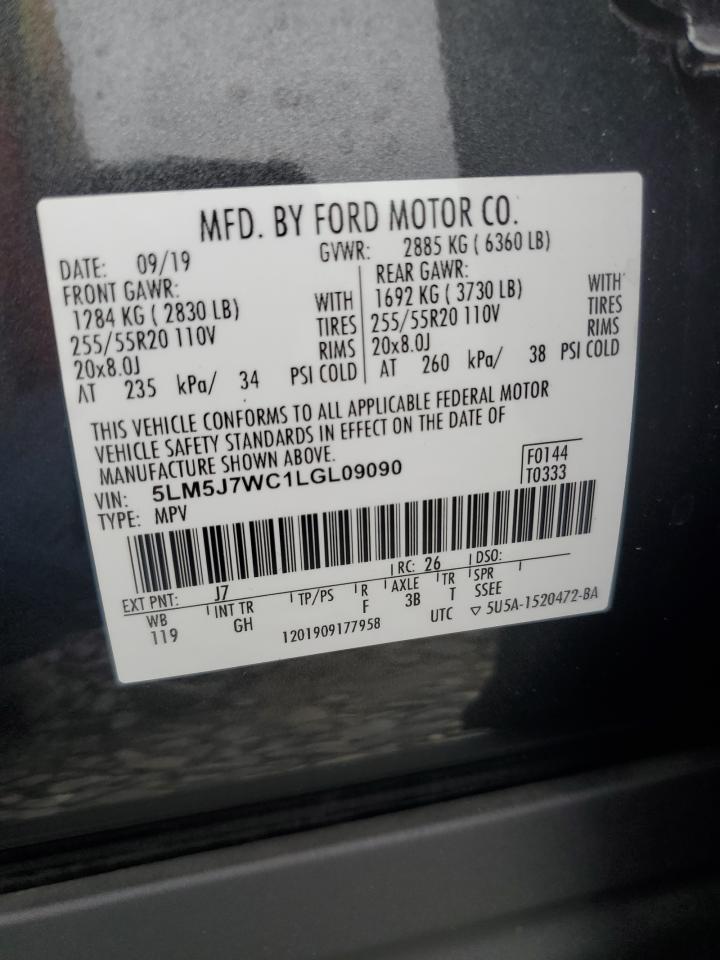 MFD. BY FORD MOTOR CO.
DATE: 09/19 GVWR: 2885 KG ( 6360 LB)
FRONT GAWR: REAR GAWR:
1284 KG ( 2830 LB) WITH 1692 KG ( 3730 LB) WITH
255/55R20 110V TIRES 255/55R20 110V TIRES
20x8.0J RIMS 20x8.0J RIMS
AT 235 kPa/ 34 PSI COLD AT 260 kPa/ 38 PSI COLD
THIS VEHICLE CONFORMS TO ALL APPLICABLE FEDERAL MOTOR
VEHICLE SAFETY STANDARDS IN EFFECT ON THE DATE OF
MANUFACTURE SHOWN ABOVE.
VIN: 5LM5J7WC1LGL09090 F0144
TYPE: MPV T0333
EXT PNT: J7 RC: 26 DSO:
WB INT TR TP/PS R AXLE TR SPR
119 GH F 3B T SSEE
1201909177958 UTC ▽ 5U5A-1520472-BA